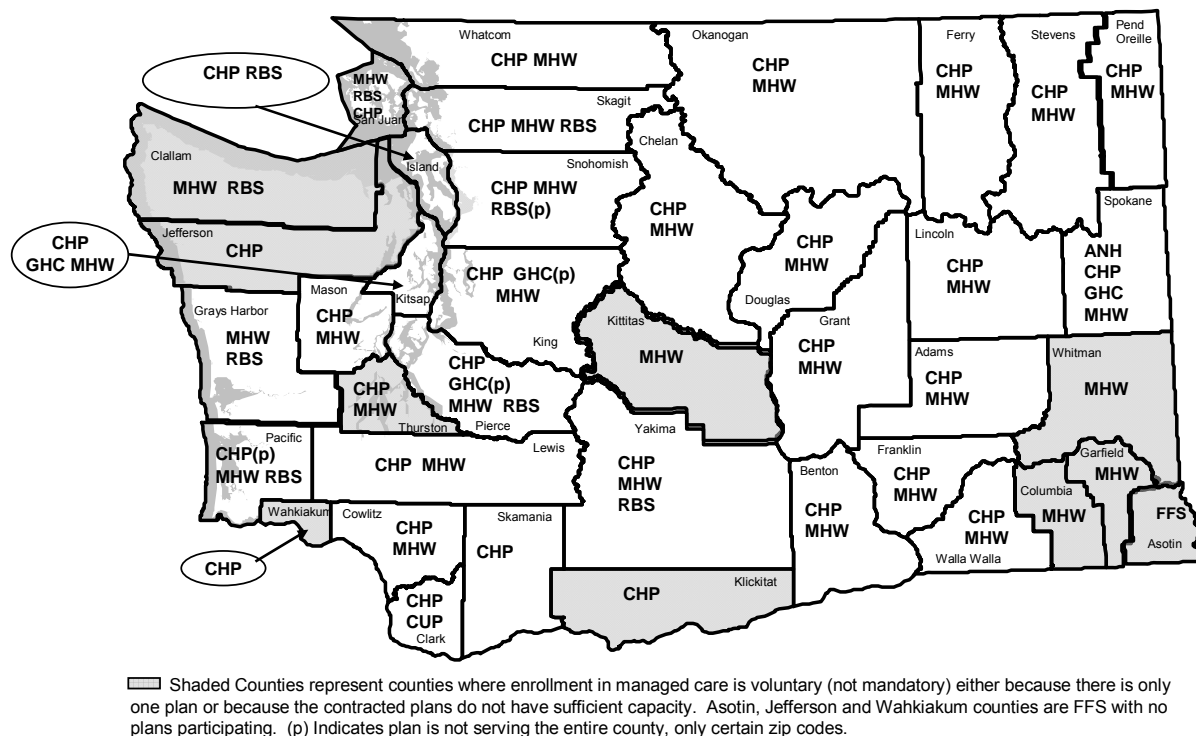 Whatcom
CHP MHW
Okanogan
CHP
MHW
Ferry
CHP
MHW
Stevens
CHP
MHW
Pend
Oreille
CHP
MHW
CHP RBS
MHW
RBS
CHP
San Juan
Skagit
CHP MHW RBS
Chelan
CHP
MHW
Clallam
MHW RBS
Island
Snohomish
CHP MHW
RBS(p)
Spokane
ANH
CHP
GHC
MHW
Jefferson
CHP
CHP
GHC MHW
Kitsap
CHP GHC(p)
MHW
King
CHP
MHW
Douglas
Lincoln
CHP
MHW
Mason
CHP
MHW
Grays Harbor
MHW
RBS
Kittitas
MHW
Grant
CHP
MHW
Adams
CHP
MHW
Whitman
MHW
CHP
MHW
Thurston
CHP
GHC(p)
MHW RBS
Pierce
Pacific
CHP(p)
MHW RBS
Lewis
CHP MHW
Yakima
CHP
MHW
RBS
Benton
CHP
MHW
Franklin
CHP
MHW
Garfield
MHW
Columbia
MHW
FFS
Asotin
CHP
MHW
Walla Walla
Wahkiakum
CHP
Cowlitz
CHP
MHW
Skamania
CHP
CHP
CUP
Clark
Klickitat
CHP
Shaded Counties represent counties where enrollment in managed care is voluntary (not mandatory) either because there is only
one plan or because the contracted plans do not have sufficient capacity. Asotin, Jefferson and Wahkiakum counties are FFS with no
plans participating. (p) Indicates plan is not serving the entire county, only certain zip codes.